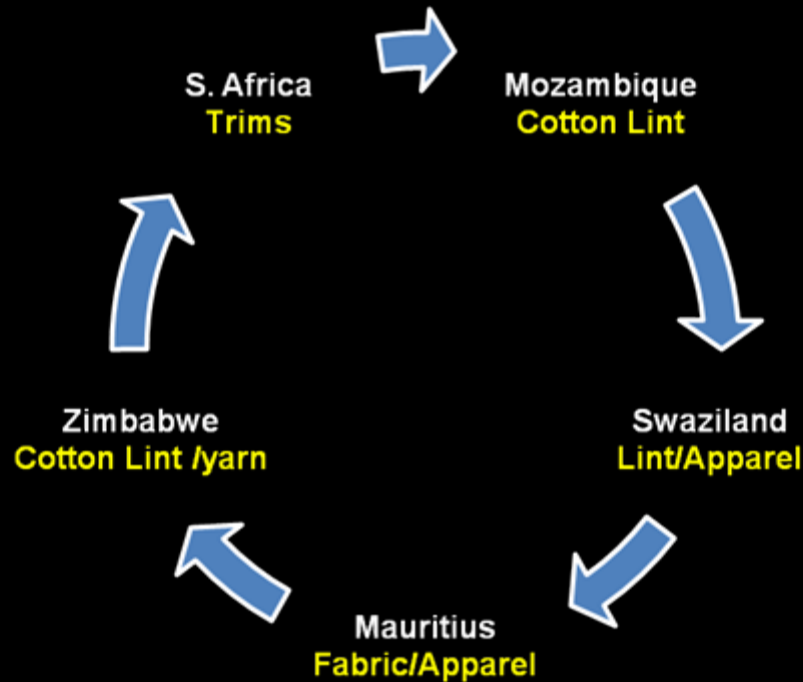 S. Africa
Trims
Mozambique
Cotton Lint
Swaziland
Lint/Apparel
Mauritius
Fabric/Apparel
Zimbabwe
Cotton Lint /yarn